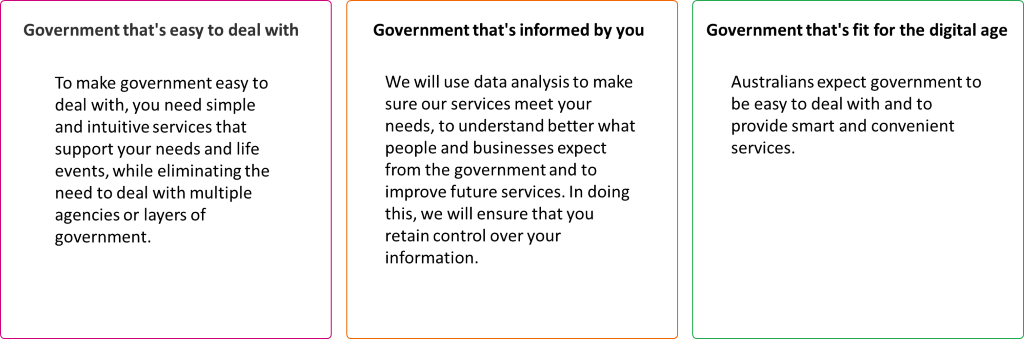 Government that's easy to deal with
To make government easy to
deal with, you need simple
and intuitive services that
support your needs and life
events, while eliminating the
need to deal with multiple
agencies or layers of
government.
Government that's informed by you
We will use data analysis to make
sure our services meet your
needs, to understand better what
people and businesses expect
from the government and to
improve future services. In doing
this, we will ensure that you
retain control over your
information.
Government that's fit for the digital age
Australians expect government to
be easy to deal with and to
provide smart and convenient
services.